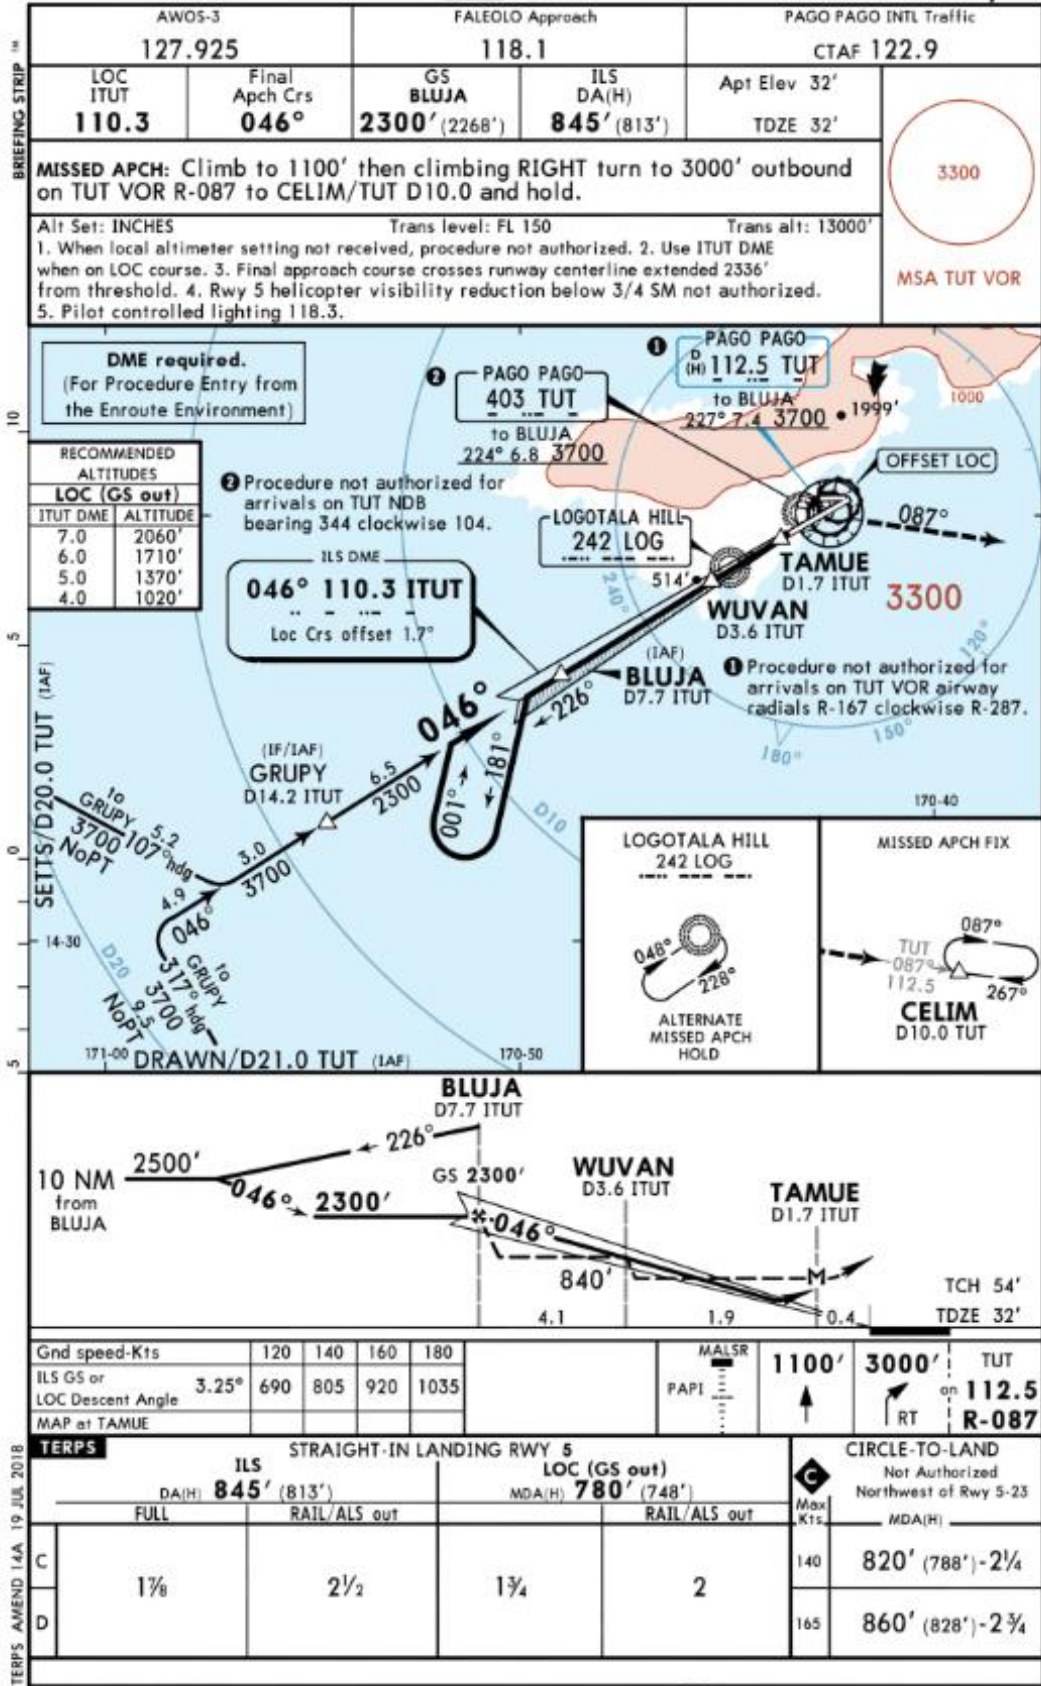 AWOS-3
127.925
FALEOLO Approach
118.1
PAGO PAGO INTL Traffic
CTAF 122.9
BRIEFING STRIP TM
LOC
ITUT
110.3
Final
Apch Crs
046°
GS
BLUJA
2300' (2268')
ILS
DA(H)
845' (813')
Apt Elev 32'
TDZE 32'
MISSED APCH: Climb to 1100' then climbing RIGHT turn to 3000' outbound
on TUT VOR R-087 to CELIM/TUT D10.0 and hold.
3300
MSA TUT VOR
Alt Set: INCHES Trans level: FL 150 Trans alt: 13000'
1. When local altimeter setting not received, procedure not authorized. 2. Use ITUT DME
when on LOC course. 3. Final approach course crosses runway centerline extended 2336'
from threshold. 4. Rwy 5 helicopter visibility reduction below 3/4 SM not authorized.
5. Pilot controlled lighting 118.3.
DME required.
(For Procedure Entry from
the Enroute Environment)
2
PAGO PAGO
403 TUT
to BLUJA
224° 6.8 3700
1
PAGO PAGO
D
(H) 112.5 TUT
to BLUJA
227° 7.4 3700
1999'
1000
RECOMMENDED
ALTITUDES
LOC (GS out)
ITUT DME ALTITUDE
7.0 2060'
6.0 1710'
5.0 1370'
4.0 1020'
2 Procedure not authorized for
arrivals on TUT NDB
bearing 344 clockwise 104.
OFFSET LOC
LOGOTALA HILL
242 LOG
087°
TAMUE
D1.7 ITUT
ILS DME
046° 110.3 ITUT
Loc Crs offset 1.7°
514'
240°
WUVAN
D3.6 ITUT
3300
120°
(IAF)
BLUJA
D7.7 ITUT
1 Procedure not authorized for
arrivals on TUT VOR airway
radials R-167 clockwise R-287.
150°
180°
046°
226°
181°
001°
D10
10
5
0
5
SETTS/D20.0 TUT (IAF)
(IF/IAF)
GRUPY
D14.2 ITUT
6.5
2300
to
GRUPY 5.2
3700 107° hdg
NoPT
3.0
3700
4.9
046°
to
GRUPY
317° hdg
3700
9.5
NoPT
D20
14-30
171-00
DRAWN/D21.0 TUT (IAF)
170-50
170-40
LOGOTALA HILL
242 LOG
048°
228°
ALTERNATE
MISSED APCH
HOLD
MISSED APCH FIX
087°
TUT
087°
112.5
267°
CELIM
D10.0 TUT
BLUJA
D7.7 ITUT
226°
2500'
10 NM
from
BLUJA
046°
2300'
GS 2300'
046°
WUVAN
D3.6 ITUT
TAMUE
D1.7 ITUT
840'
M
TCH 54'
TDZE 32'
4.1
1.9
0.4
Gnd speed-Kts 120 140 160 180
ILS GS or
LOC Descent Angle 3.25° 690 805 920 1035
MAP at TAMUE
MALSR
PAPI
1100'
3000'
RT
TUT
on 112.5
R-087
TERPS
STRAIGHT-IN LANDING RWY 5
ILS
DA(H) 845' (813')
LOC (GS out)
MDA(H) 780' (748')
FULL
RAIL/ALS out
RAIL/ALS out
C
CIRCLE-TO-LAND
Not Authorized
Northwest of Rwy 5-23
Max
Kts
MDA(H)
C
D
1⅞
2½
1¾
2
140 820' (788')-2¼
165 860' (828')-2¾
TERPS AMEND 14A 19 JUL 2018